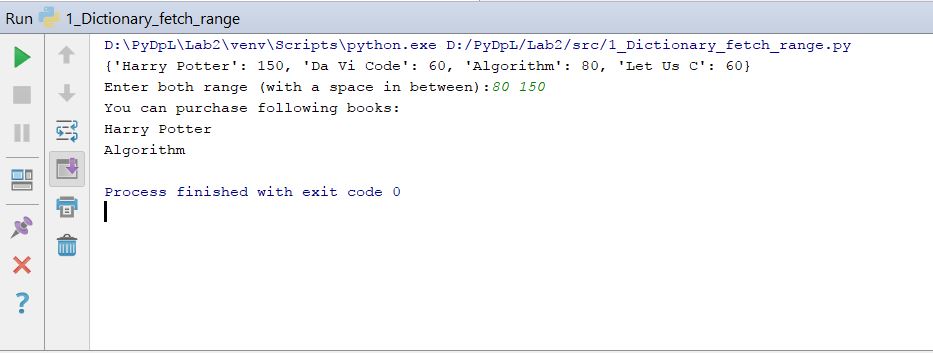 Run 1_Dictionary_fetch_range
D:\PyDpL\Lab2\venv\Scripts\python.exe D:/PyDpL/Lab2/src/1_Dictionary_fetch_range.py
{'Harry Potter': 150, 'Da Vi Code': 60, 'Algorithm': 80, 'Let Us C': 60}
Enter both range (with a space in between):80 150
You can purchase following books:
Harry Potter
Algorithm
Process finished with exit code 0